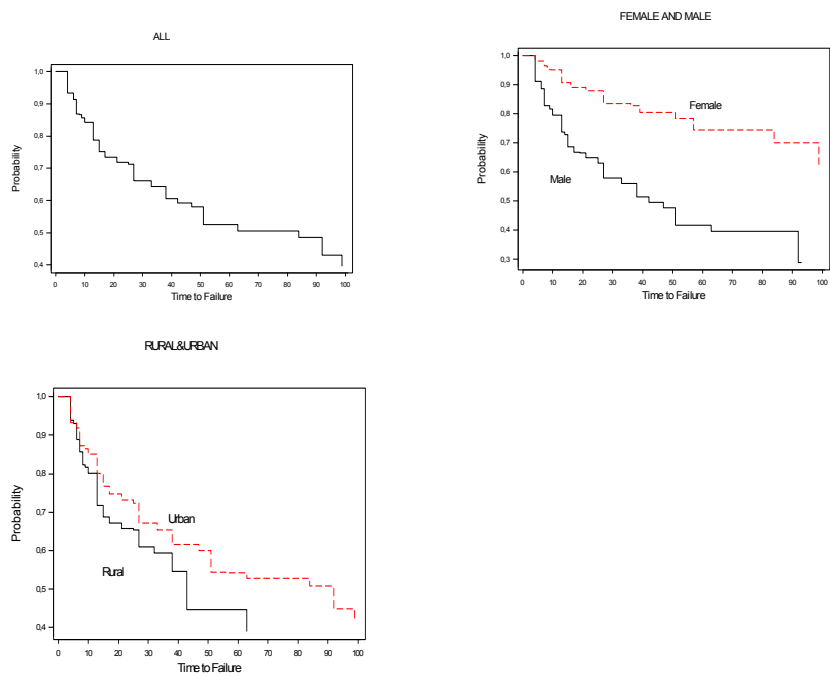 ALL
1,0
0,9
0,8
0,7
0,6
0,5
0,4
Probability
0 10 20 30 40 50 60 70 80 90 100
Time to Failure
FEMALE AND MALE
1,0
0,9
0,8
0,7
0,6
0,5
0,4
0,3
Probability
Female
Male
0 10 20 30 40 50 60 70 80 90 100
Time to Failure
RURAL&URBAN
1,0
0,9
0,8
0,7
0,6
0,5
0,4
Probability
Urban
Rural
0 10 20 30 40 50 60 70 80 90 100
Time to Failure